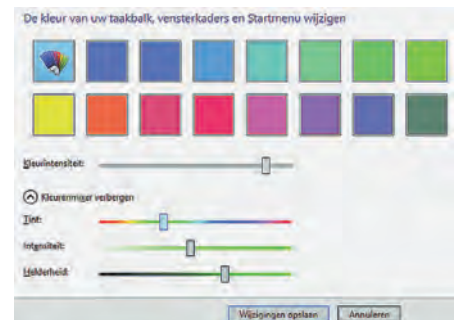 De kleur van uw taakbalk, vensterkaders en Startmenu wijzigen
Kleurintensiteit:
Kleurenmixer verbergen
Tint:
Intensiteit:
Helderheid:
Wijzigingen opslaan Annuleren